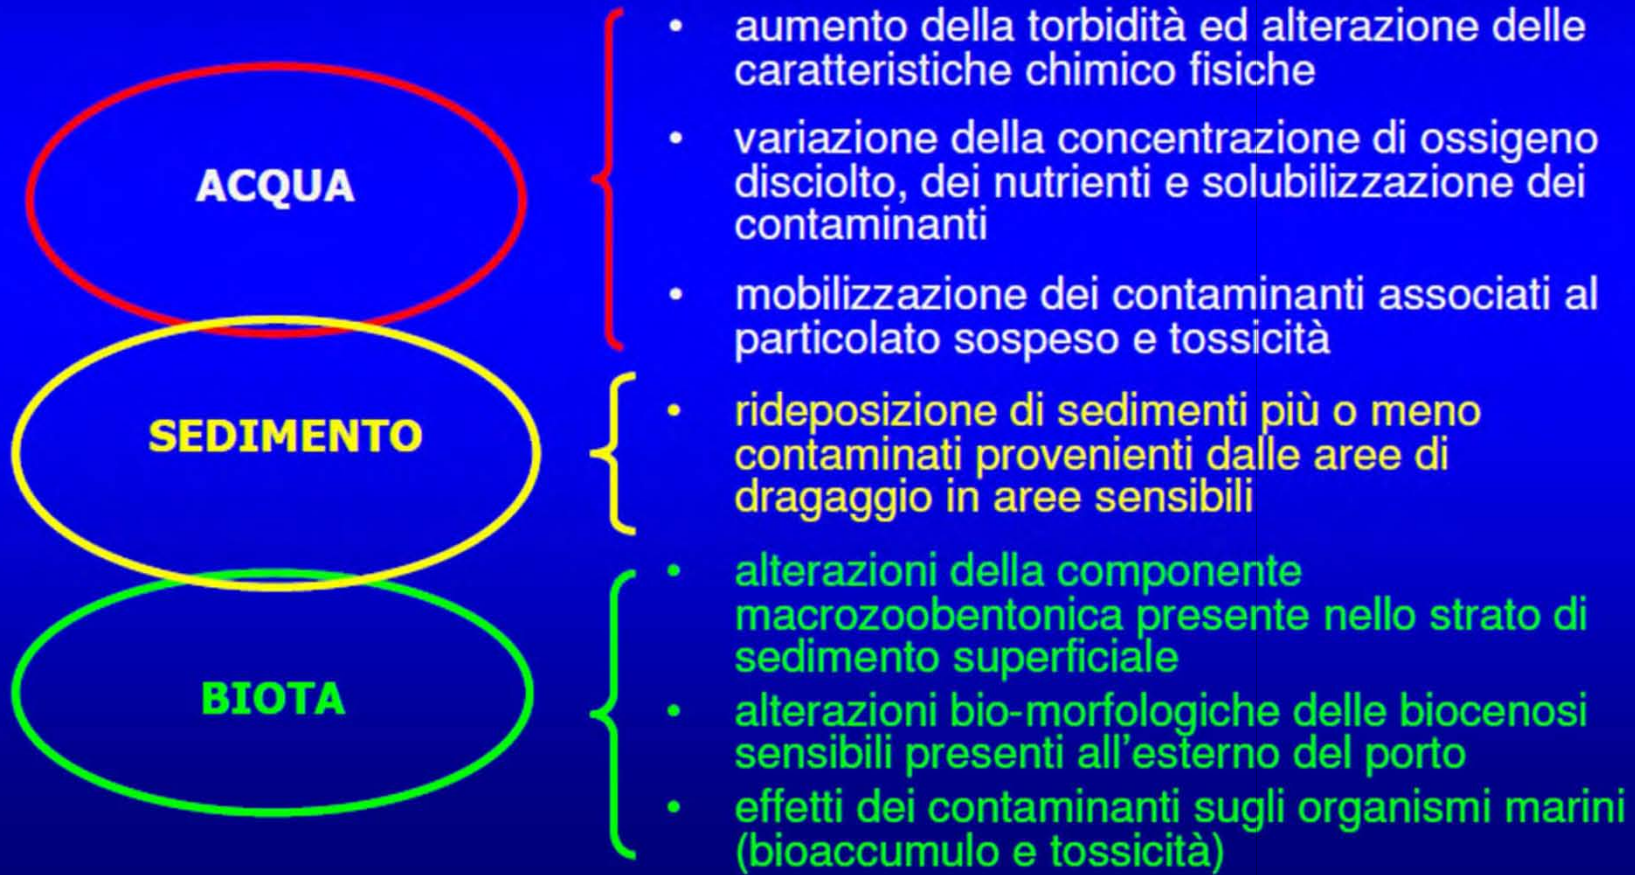 ACQUA
• aumento della torbidità ed alterazione delle
caratteristiche chimico fisiche
• variazione della concentrazione di ossigeno
disciolto, dei nutrienti e solubilizzazione dei
contaminanti
• mobilizzazione dei contaminanti associati al
particolato sospeso e tossicità
SEDIMENTO
• rideposizione di sedimenti più o meno
contaminati provenienti dalle aree di
dragaggio in aree sensibili
BIOTA
• alterazioni della componente
macrozoobentonica presente nello strato di
sedimento superficiale
• alterazioni bio-morfologiche delle biocenosi
sensibili presenti all’esterno del porto
• effetti dei contaminanti sugli organismi marini
(bioaccumulo e tossicità)